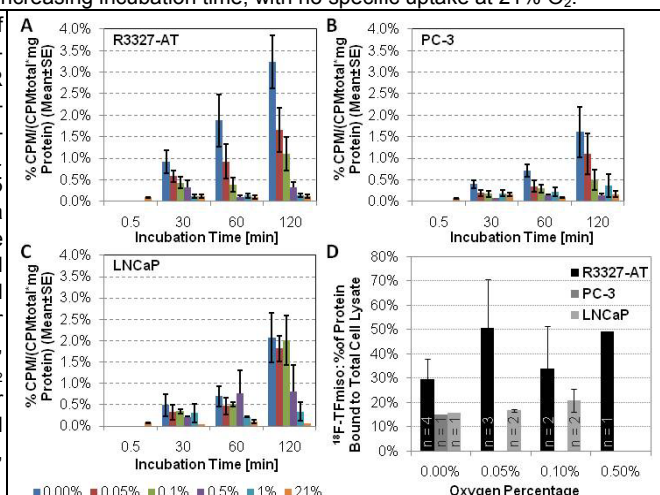 ncreasing incubation time, with no specific uptake at 21% O₂.
A
R3327-AT
4.0%
3.5%
3.0%
2.5%
2.0%
1.5%
1.0%
0.5%
0.0%
% CPM/(CPMtotal*mg
Protein) (Mean±SE)
0.5 30 60 120
Incubation Time [min]
B
PC-3
4.0%
3.5%
3.0%
2.5%
2.0%
1.5%
1.0%
0.5%
0.0%
% CPM/(CPMtotal*mg
Protein) (Mean±SE)
0.5 30 60 120
Incubation Time [min]
C
LNCaP
4.0%
3.5%
3.0%
2.5%
2.0%
1.5%
1.0%
0.5%
0.0%
% CPM/(CPMtotal*mg
Protein) (Mean±SE)
0.5 30 60 120
Incubation Time [min]
0.00% 0.05% 0.1% 0.5% 1% 21%
D
80%
70%
60%
50%
40%
30%
20%
10%
0%
¹⁸F-TFmiso: %of Protein
Bound to Total Cell Lysate
R3327-AT
PC-3
LNCaP
n = 4
n = 1
n = 1
n = 3
n = 2
n = 2
n = 2
n = 1
0.00% 0.05% 0.10% 0.50%
Oxygen Percentage